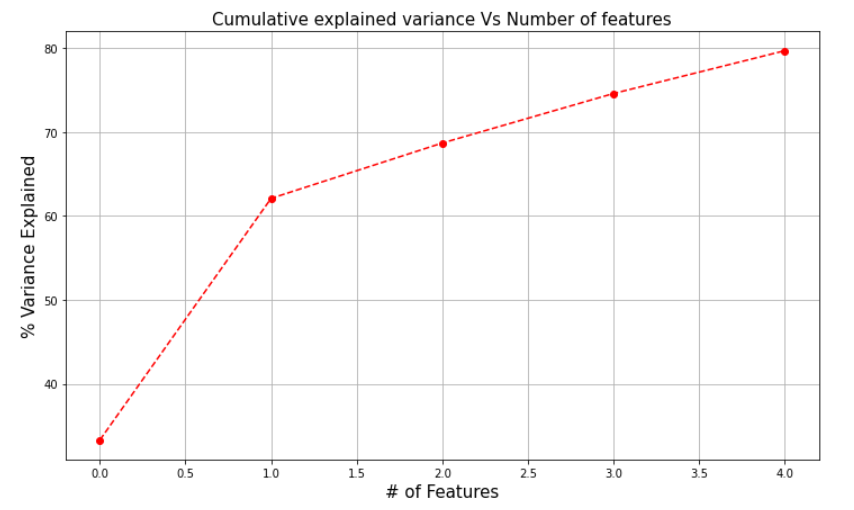 Cumulative explained variance Vs Number of features
80
70
60
50
40
% Variance Explained
0.0 0.5 1.0 1.5 2.0 2.5 3.0 3.5 4.0
# of Features